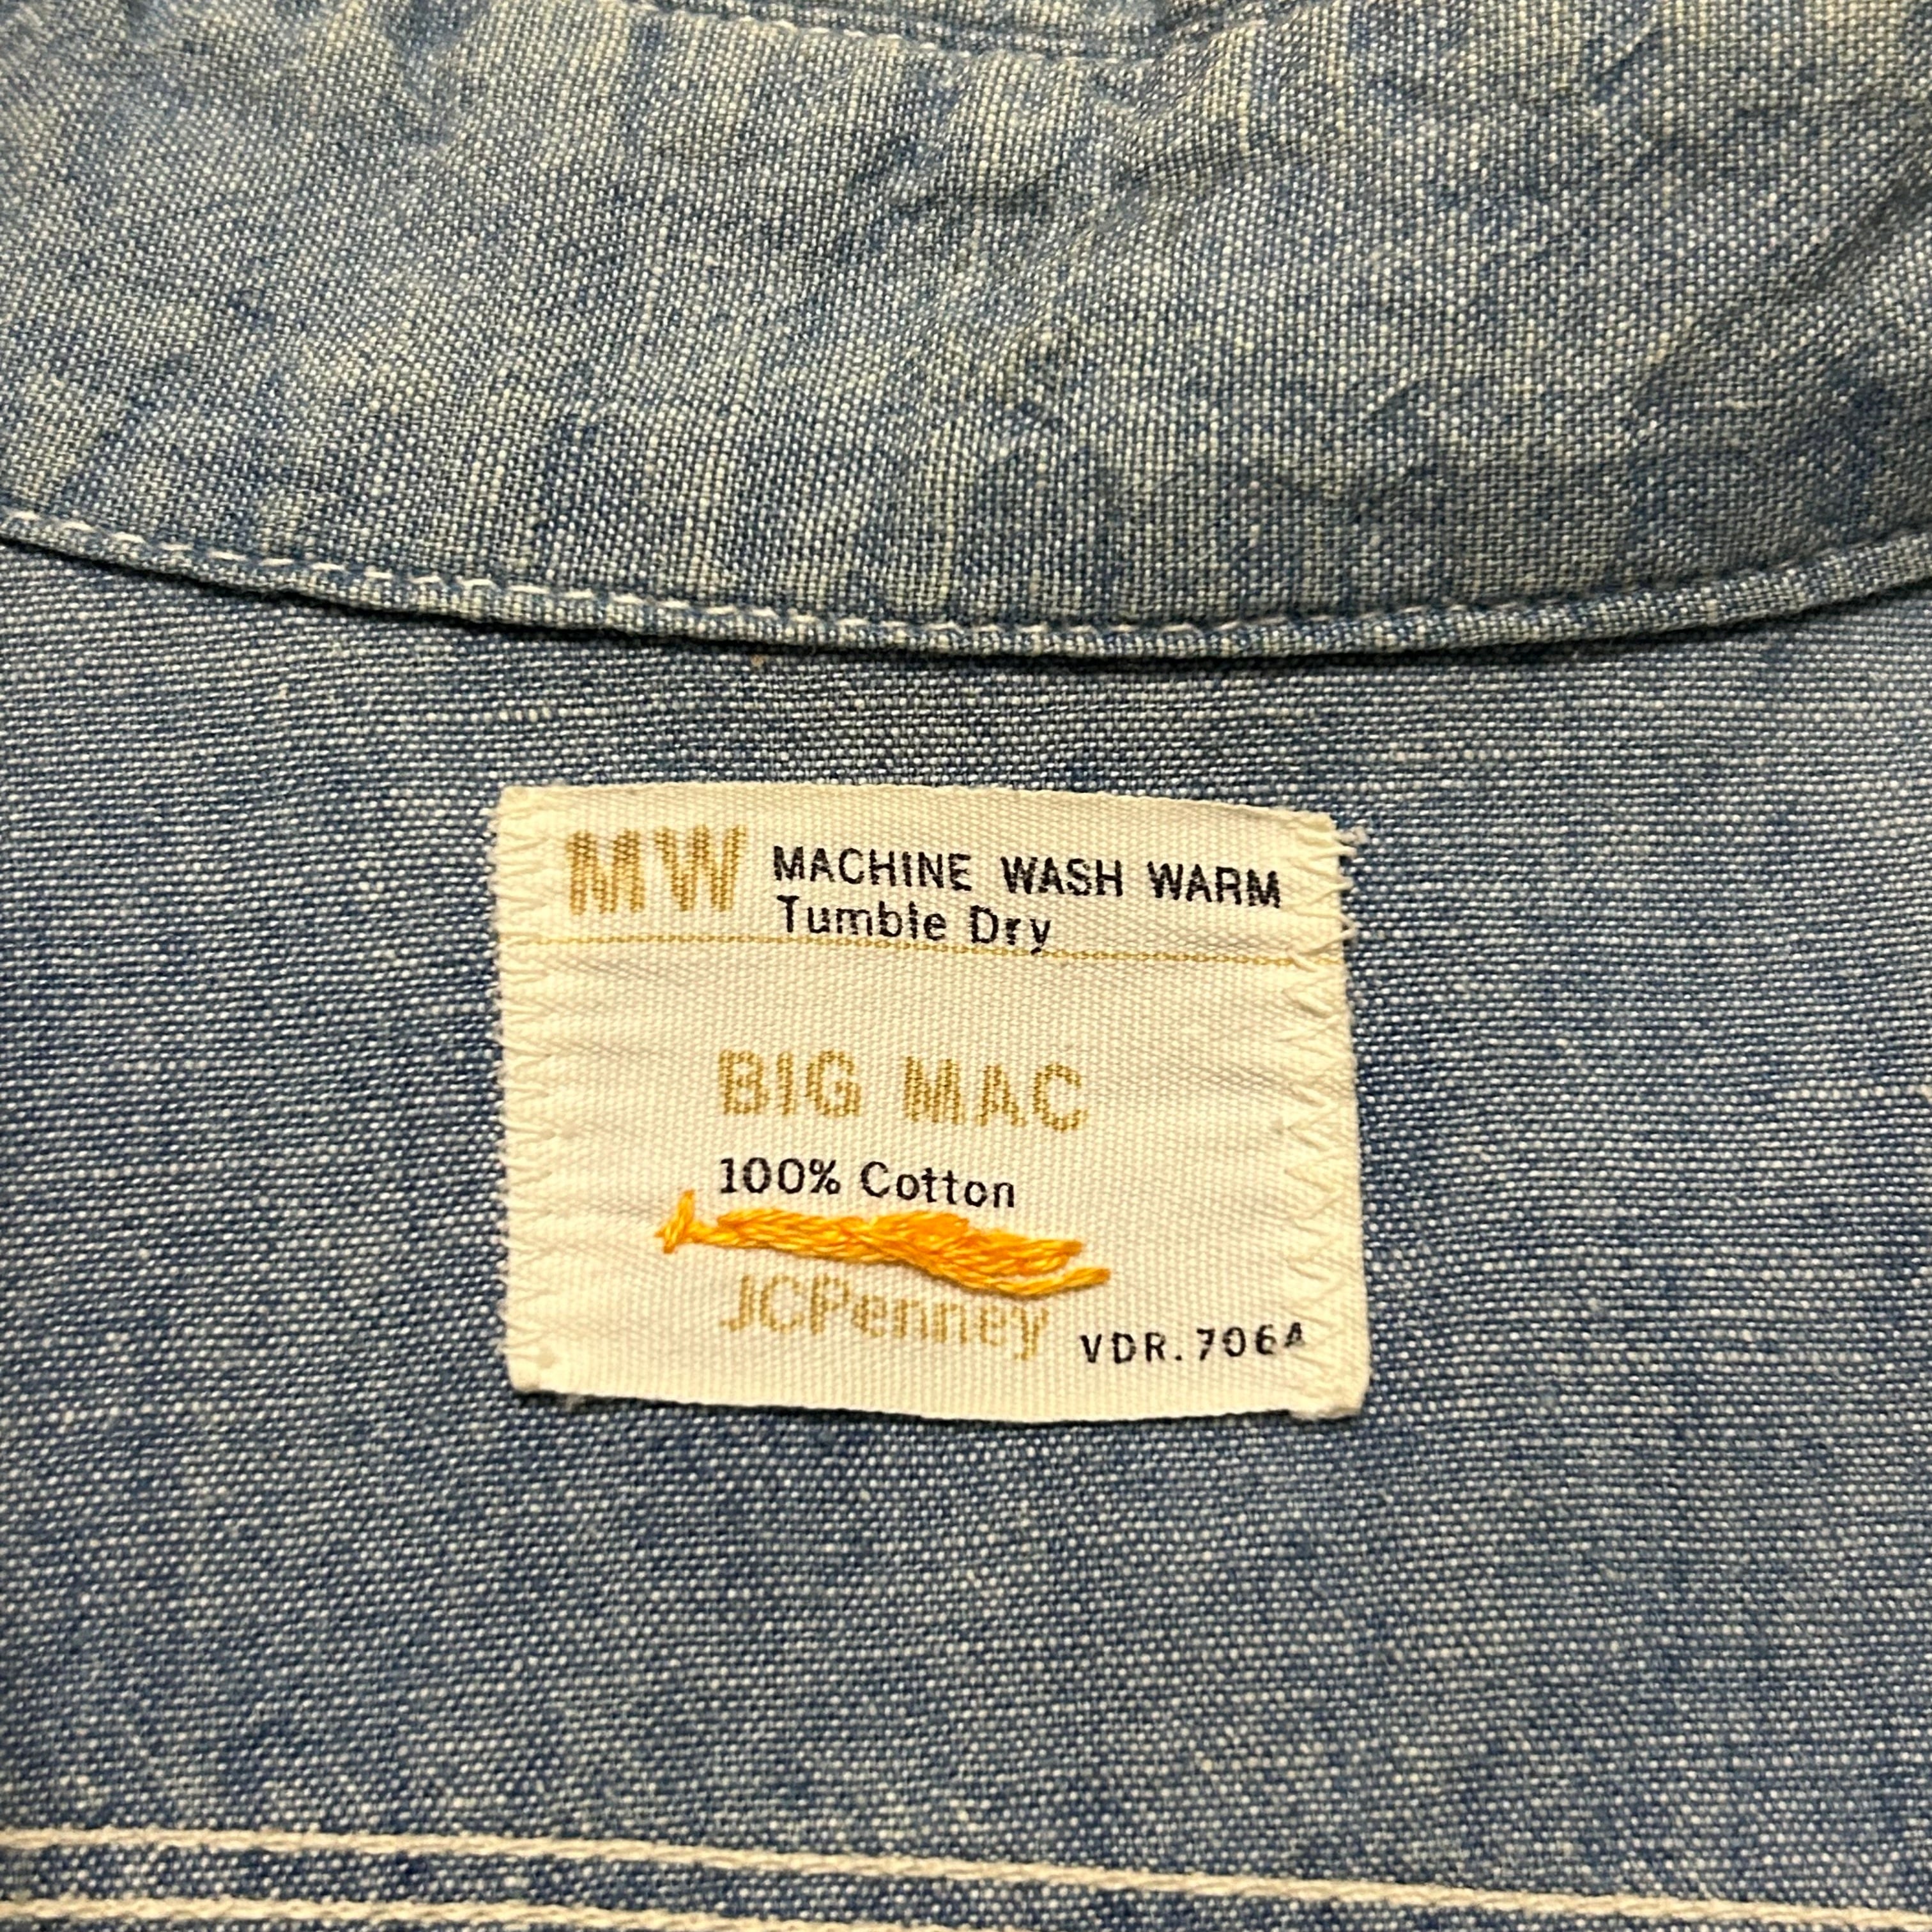 MW MACHINE WASH WARM
Tumble Dry
BIG MAC
100% Cotton
JCPenney VDR. 706A